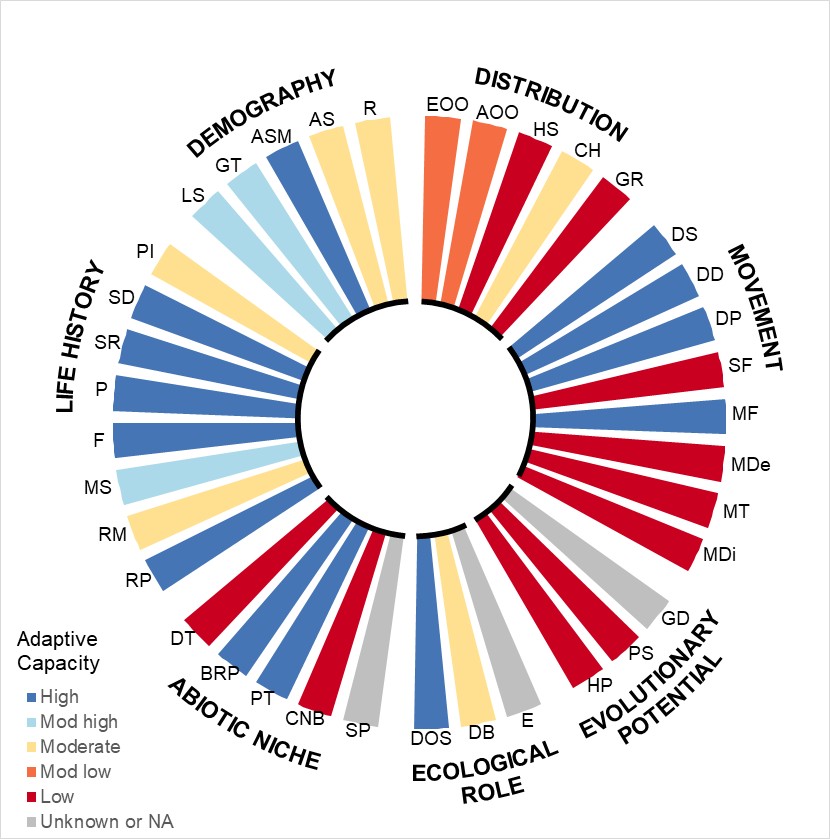 DEMOGRAPHY
LS
GT
ASM
AS
R
DISTRIBUTION
EOO
AOO
HS
CH
GR
MOVEMENT
DS
DD
DP
SF
MF
MDe
MT
MDi
EVOLUTIONARY
POTENTIAL
GD
PS
HP
ECOLOGICAL
ROLE
E
DB
DOS
ABIOTIC NICHE
SP
CNB
PT
BRP
DT
LIFE HISTORY
RP
RM
MS
F
P
SR
SD
PI
Adaptive
Capacity
High
Mod high
Moderate
Mod low
Low
Unknown or NA